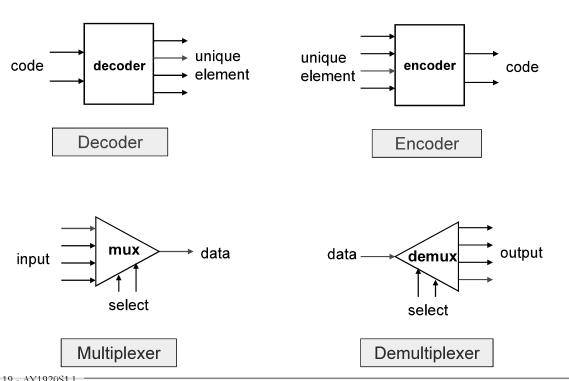 code
decoder
unique
element
Decoder
unique
element
encoder
code
Encoder
input
mux
data
select
Multiplexer
data
demux
output
select
Demultiplexer